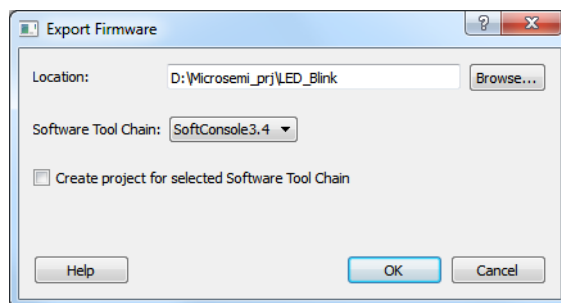 Export Firmware
Location: D:\Microsemi_prj\LED_Blink Browse...
Software Tool Chain: SoftConsole3.4
Create project for selected Software Tool Chain
Help OK Cancel